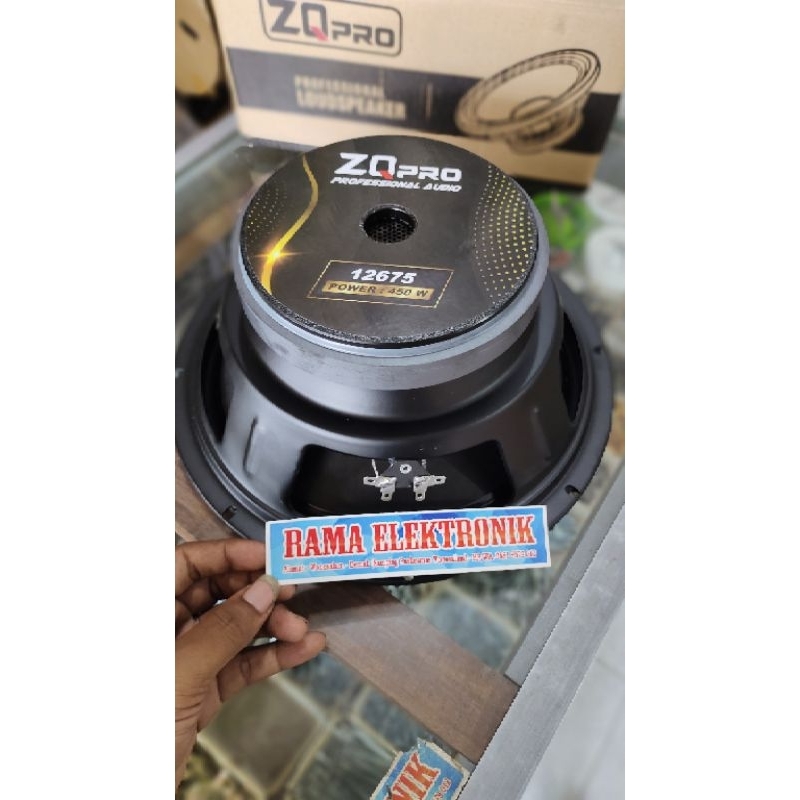 ZQPRO
PROFESSIONAL
LOUDSPEAKER
ZQPRO
PROFESSIONAL AUDIO
12675
POWER : 450 W
RAMA ELEKTRONIK
NIK